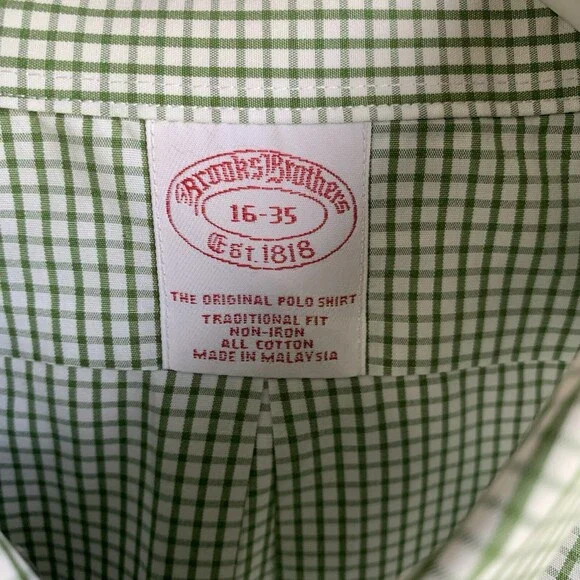 Brooks Brothers
16-35
Est. 1818
THE ORIGINAL POLO SHIRT
TRADITIONAL FIT
NON-IRON
ALL COTTON
MADE IN MALAYSIA